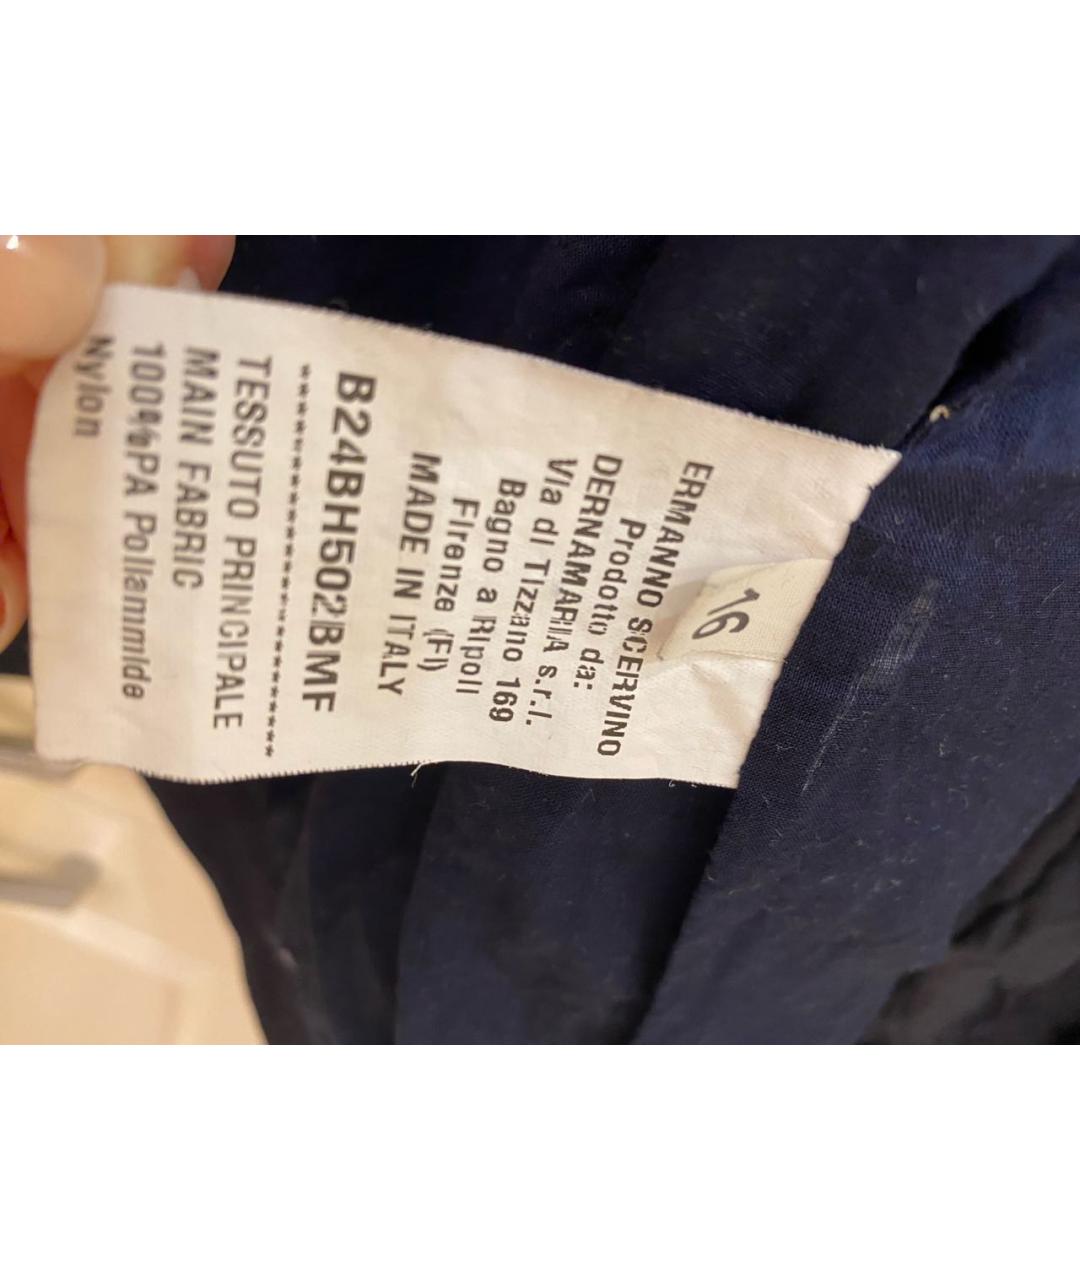 ERMANNO SCERVINO
Prodotto da:
DERNAMARIA s.r.l.
Via di Tizzano 169
Bagno a Ripoli
Firenze (FI)
MADE IN ITALY
B24BH502BMF
*************************
TESSUTO PRINCIPALE
MAIN FABRIC
100%PA Poliammide
Nylon
16